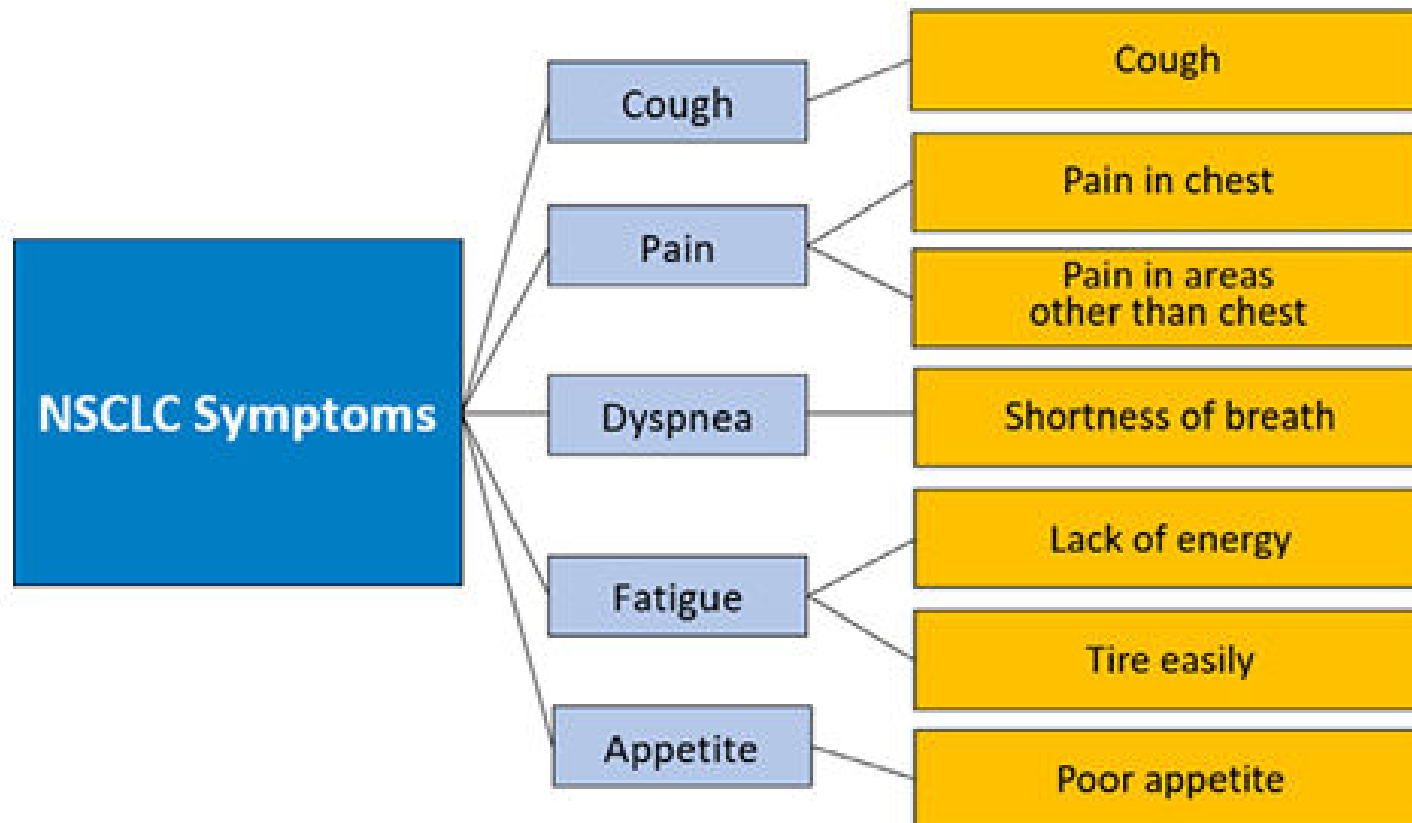 NSCLC Symptoms
Cough
Pain
Dyspnea
Fatigue
Appetite
Cough
Pain in chest
Pain in areas
other than chest
Shortness of breath
Lack of energy
Tire easily
Poor appetite